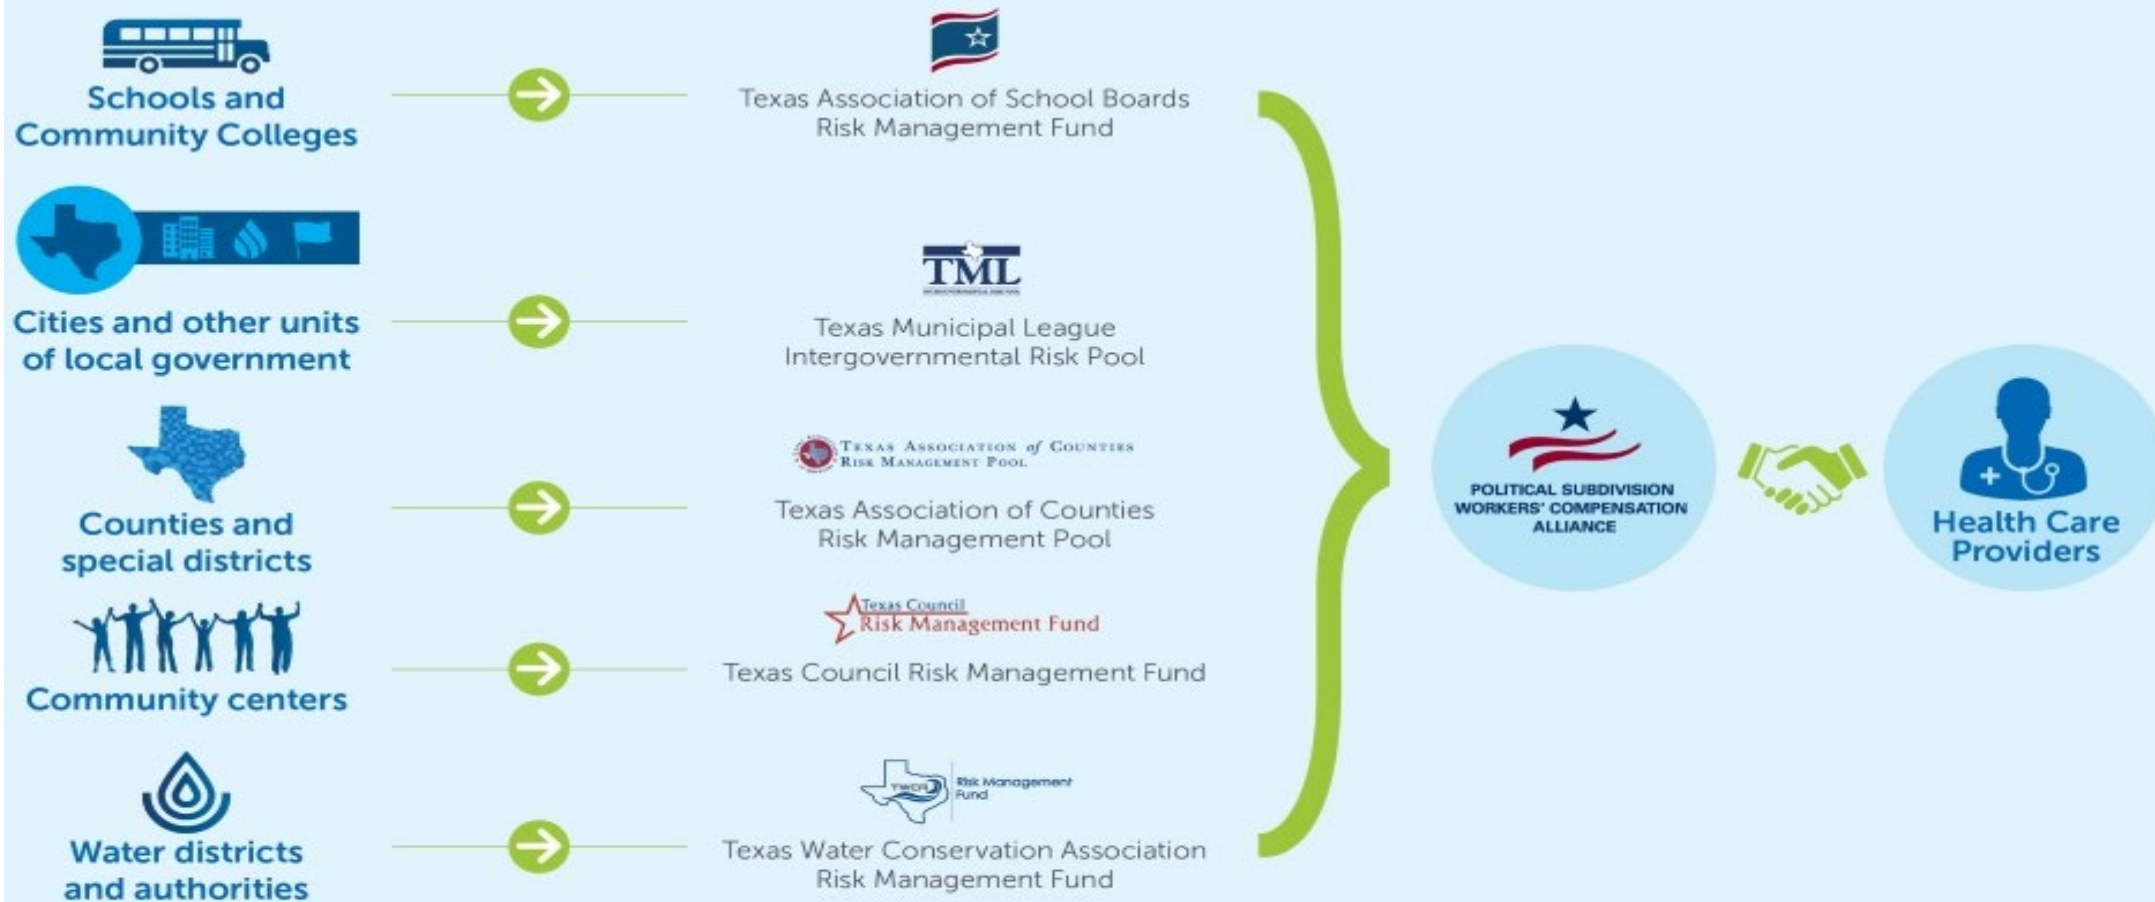 Schools and
Community Colleges
Texas Association of School Boards
Risk Management Fund
Cities and other units
of local government
TML
Texas Municipal League
Intergovernmental Risk Pool
Counties and
special districts
TEXAS ASSOCIATION of COUNTIES
RISK MANAGEMENT POOL
Texas Association of Counties
Risk Management Pool
Community centers
Texas Council
Risk Management Fund
Texas Council Risk Management Fund
Water districts
and authorities
TWCA
Risk Management
Fund
Texas Water Conservation Association
Risk Management Fund
POLITICAL SUBDIVISION
WORKERS' COMPENSATION
ALLIANCE
Health Care
Providers